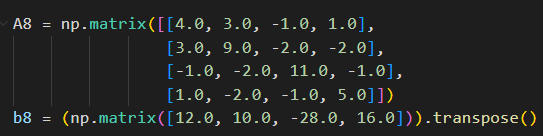 A8 = np.matrix([[4.0, 3.0, -1.0, 1.0],
[3.0, 9.0, -2.0, -2.0],
[-1.0, -2.0, 11.0, -1.0],
[1.0, -2.0, -1.0, 5.0]])
b8 = (np.matrix([12.0, 10.0, -28.0, 16.0])).transpose()